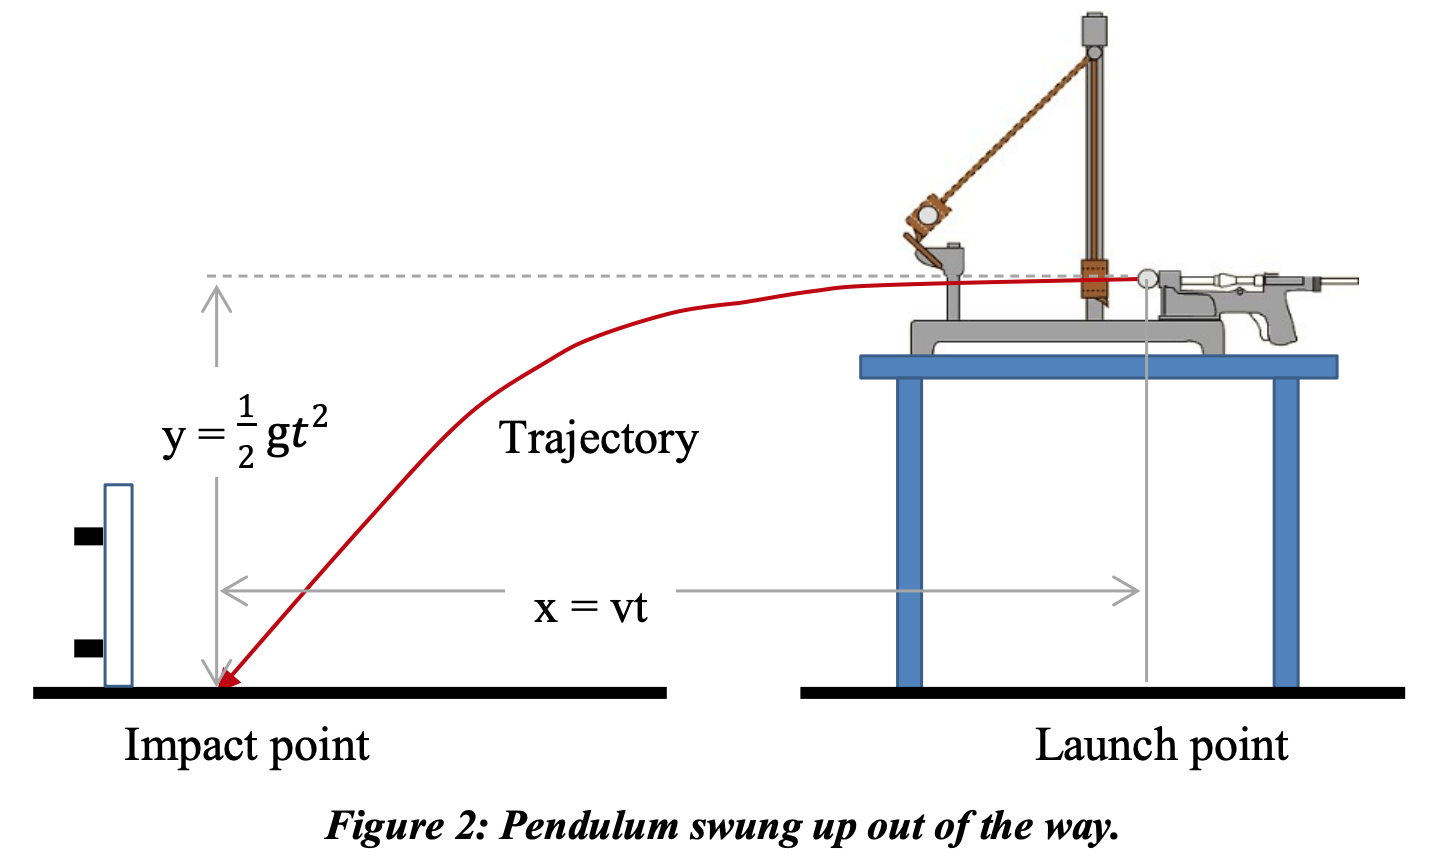 y = 1/2 gt²
Trajectory
x = vt
Impact point
Launch point
Figure 2: Pendulum swung up out of the way.